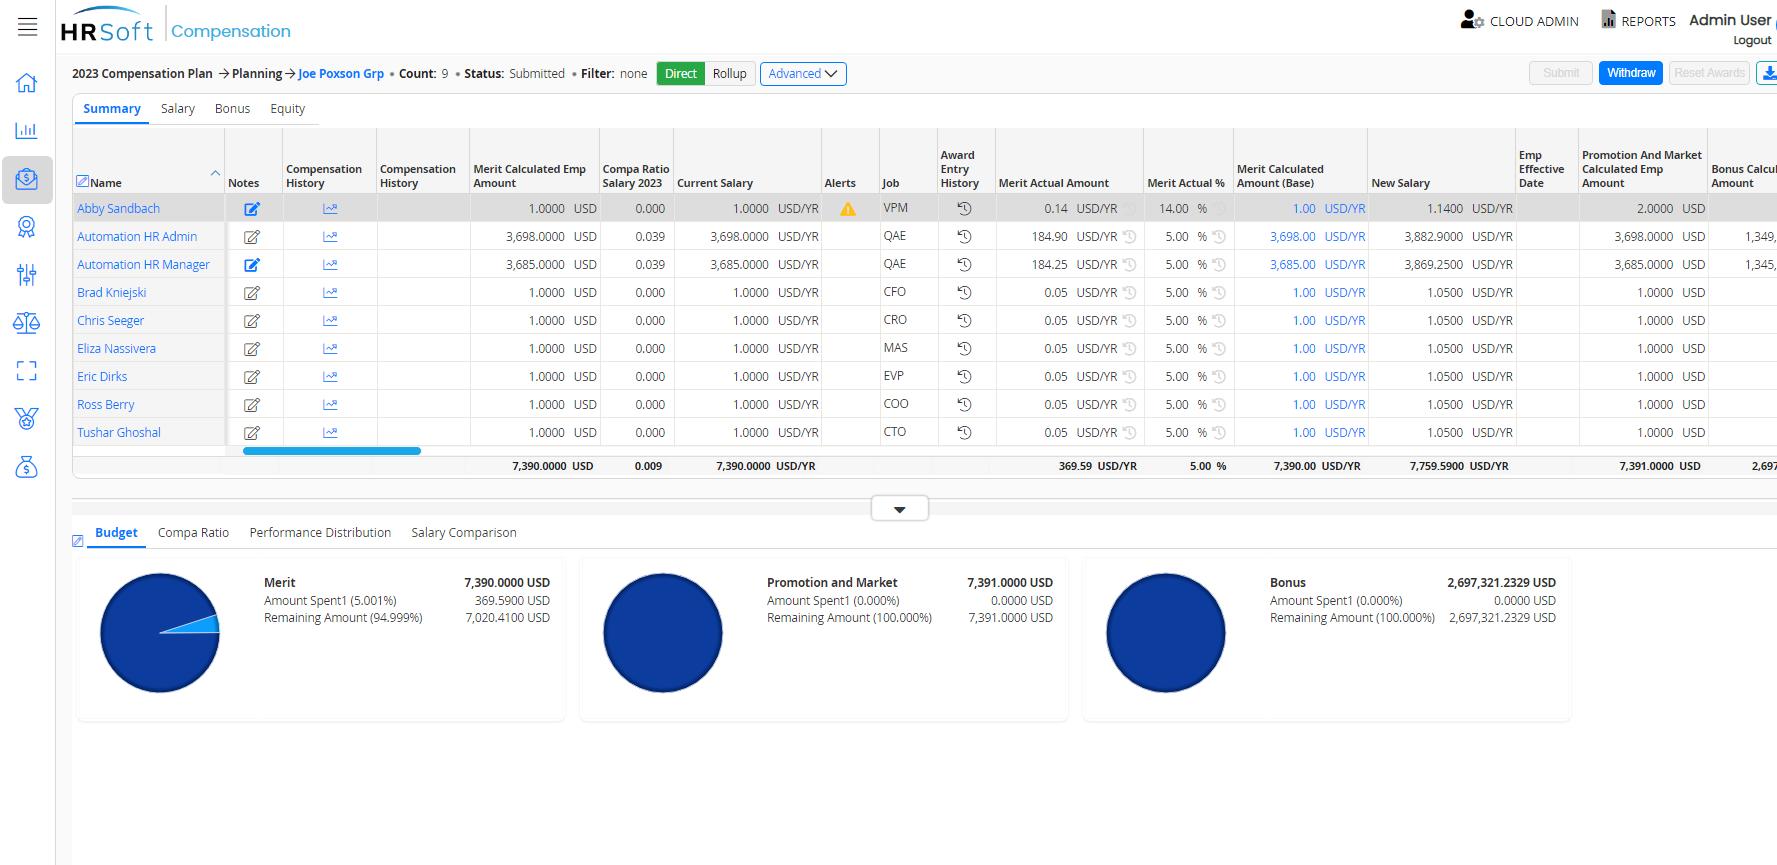 HRSoft Compensation
CLOUD ADMIN REPORTS Admin User
Logout
2023 Compensation Plan → Planning → Joe Poxson Grp • Count: 9 • Status: Submitted • Filter: none Direct Rollup Advanced Submit Withdraw Reset Awards
Summary Salary Bonus Equity
Name Notes Compensation History Compensation History Merit Calculated Emp Amount Compa Ratio Salary 2023 Current Salary Alerts Job Award Entry History Merit Actual Amount Merit Actual % Merit Calculated Amount (Base) New Salary Emp Effective Date Promotion And Market Calculated Emp Amount Bonus Calcul Amount
Abby Sandbach 1.0000 USD 0.000 1.0000 USD/YR VPM 0.14 USD/YR 14.00 % 1.00 USD/YR 1.1400 USD/YR 2.0000 USD
Automation HR Admin 3,698.0000 USD 0.039 3,698.0000 USD/YR QAE 184.90 USD/YR 5.00 % 3,698.00 USD/YR 3,882.9000 USD/YR 3,698.0000 USD 1,349,
Automation HR Manager 3,685.0000 USD 0.039 3,685.0000 USD/YR QAE 184.25 USD/YR 5.00 % 3,685.00 USD/YR 3,869.2500 USD/YR 3,685.0000 USD 1,345,
Brad Kniejski 1.0000 USD 0.000 1.0000 USD/YR CFO 0.05 USD/YR 5.00 % 1.00 USD/YR 1.0500 USD/YR 1.0000 USD
Chris Seeger 1.0000 USD 0.000 1.0000 USD/YR CRO 0.05 USD/YR 5.00 % 1.00 USD/YR 1.0500 USD/YR 1.0000 USD
Eliza Nassivera 1.0000 USD 0.000 1.0000 USD/YR MAS 0.05 USD/YR 5.00 % 1.00 USD/YR 1.0500 USD/YR 1.0000 USD
Eric Dirks 1.0000 USD 0.000 1.0000 USD/YR EVP 0.05 USD/YR 5.00 % 1.00 USD/YR 1.0500 USD/YR 1.0000 USD
Ross Berry 1.0000 USD 0.000 1.0000 USD/YR COO 0.05 USD/YR 5.00 % 1.00 USD/YR 1.0500 USD/YR 1.0000 USD
Tushar Ghoshal 1.0000 USD 0.000 1.0000 USD/YR CTO 0.05 USD/YR 5.00 % 1.00 USD/YR 1.0500 USD/YR 1.0000 USD
7,390.0000 USD 0.009 7,390.0000 USD/YR 369.59 USD/YR 5.00 % 7,390.00 USD/YR 7,759.5900 USD/YR 7,391.0000 USD 2,697
Budget Compa Ratio Performance Distribution Salary Comparison
Merit 7,390.0000 USD
Amount Spent1 (5.001%) 369.5900 USD
Remaining Amount (94.999%) 7,020.4100 USD
Promotion and Market 7,391.0000 USD
Amount Spent1 (0.000%) 0.0000 USD
Remaining Amount (100.000%) 7,391.0000 USD
Bonus 2,697,321.2329 USD
Amount Spent1 (0.000%) 0.0000 USD
Remaining Amount (100.000%) 2,697,321.2329 USD